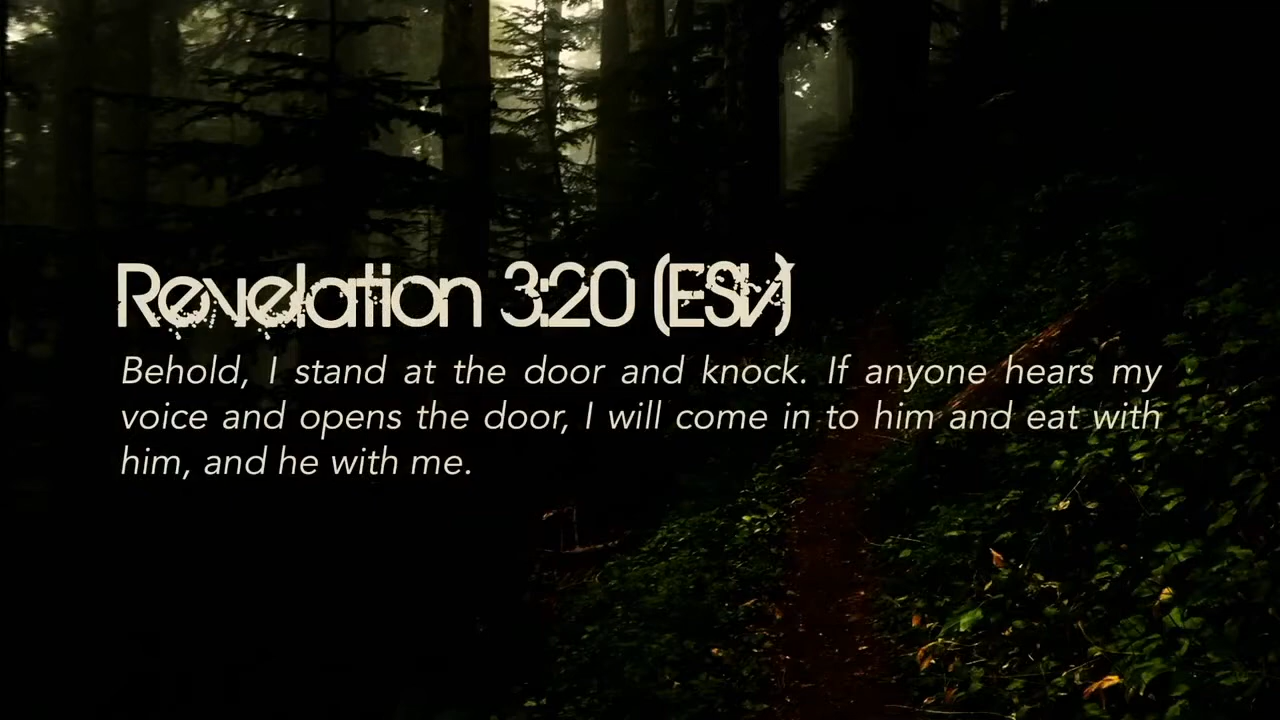 Revelation 3:20 (ESV)
Behold, I stand at the door and knock. If anyone hears my
voice and opens the door, I will come in to him and eat with
him, and he with me.